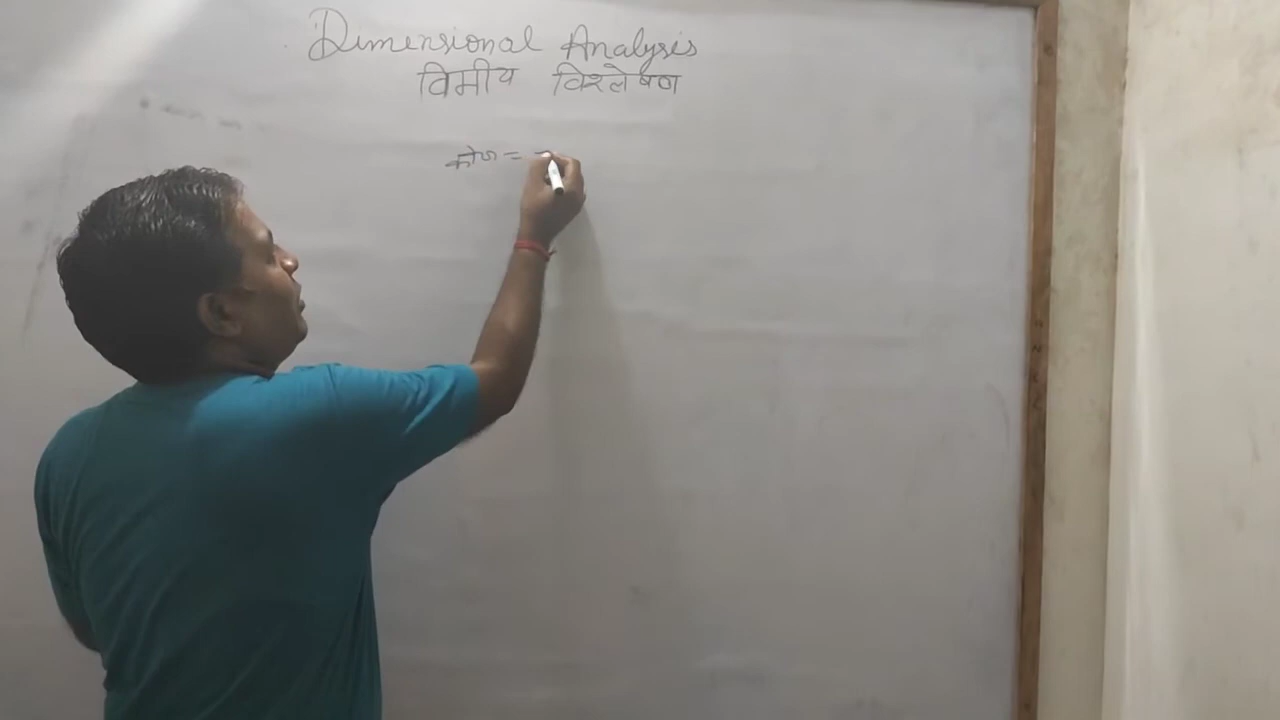 Dimensional Analysis
विमीय विश्लेषण
कोण =